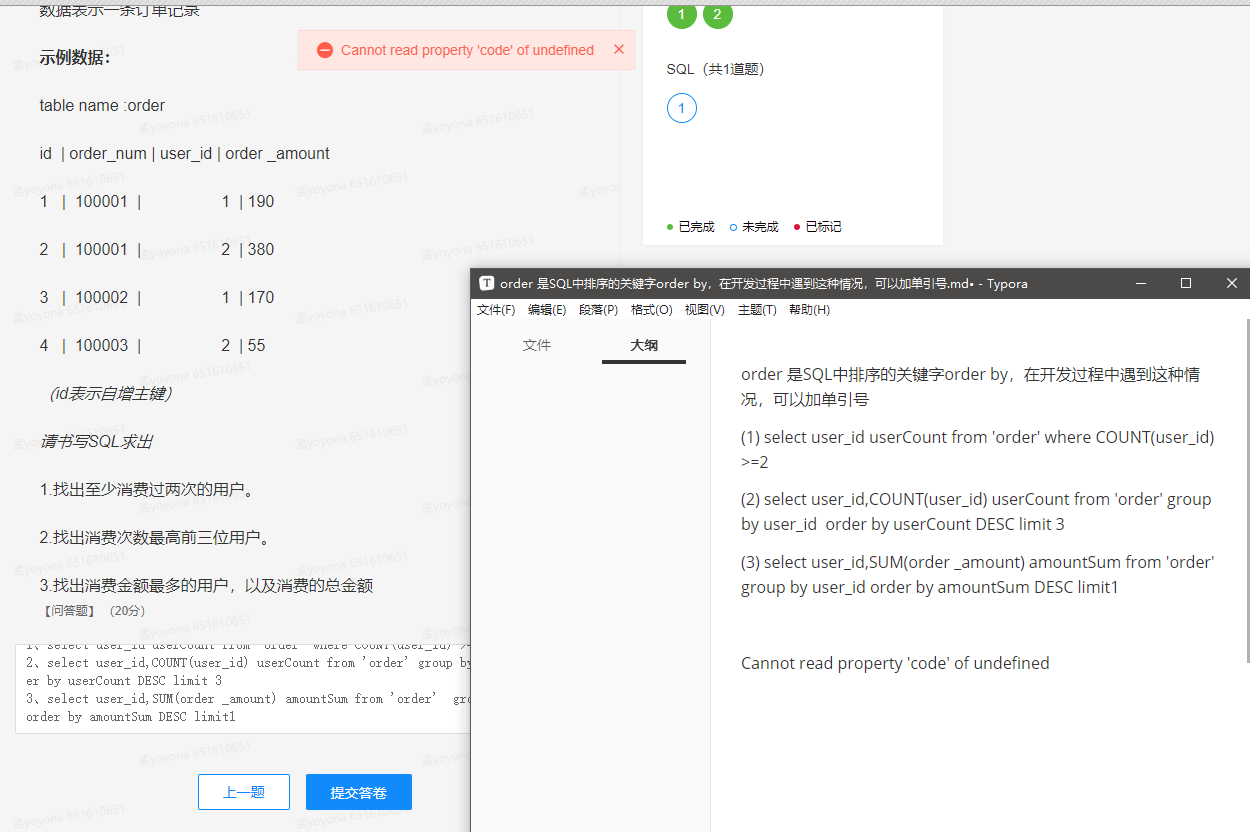 数据表示一条订单记录
示例数据：
Cannot read property 'code' of undefined
table name :order
id | order_num | user_id | order _amount
1 | 100001 | 1 | 190
2 | 100001 | 2 | 380
3 | 100002 | 1 | 170
4 | 100003 | 2 | 55
（id表示自增主键）
请书写SQL求出
1.找出至少消费过两次的用户。
2.找出消费次数最高前三位用户。
3.找出消费金额最多的用户，以及消费的总金额
【问答题】 （20分）
1、select user_id userCount from 'order' where COUNT(user_id) >=
2、select user_id,COUNT(user_id) userCount from 'order' group by
er by userCount DESC limit 3
3、select user_id,SUM(order _amount) amountSum from 'order' gro
order by amountSum DESC limit1
上一题
提交答卷
1 2
SQL（共1道题）
1
已完成 未完成 已标记
T order 是SQL中排序的关键字order by，在开发过程中遇到这种情况，可以加单引号.md• - Typora
文件(F) 编辑(E) 段落(P) 格式(O) 视图(V) 主题(T) 帮助(H)
文件 大纲
order 是SQL中排序的关键字order by，在开发过程中遇到这种情
况，可以加单引号
(1) select user_id userCount from 'order' where COUNT(user_id)
>=2
(2) select user_id,COUNT(user_id) userCount from 'order' group
by user_id order by userCount DESC limit 3
(3) select user_id,SUM(order _amount) amountSum from 'order'
group by user_id order by amountSum DESC limit1
Cannot read property 'code' of undefined
孟yoyona 651610651